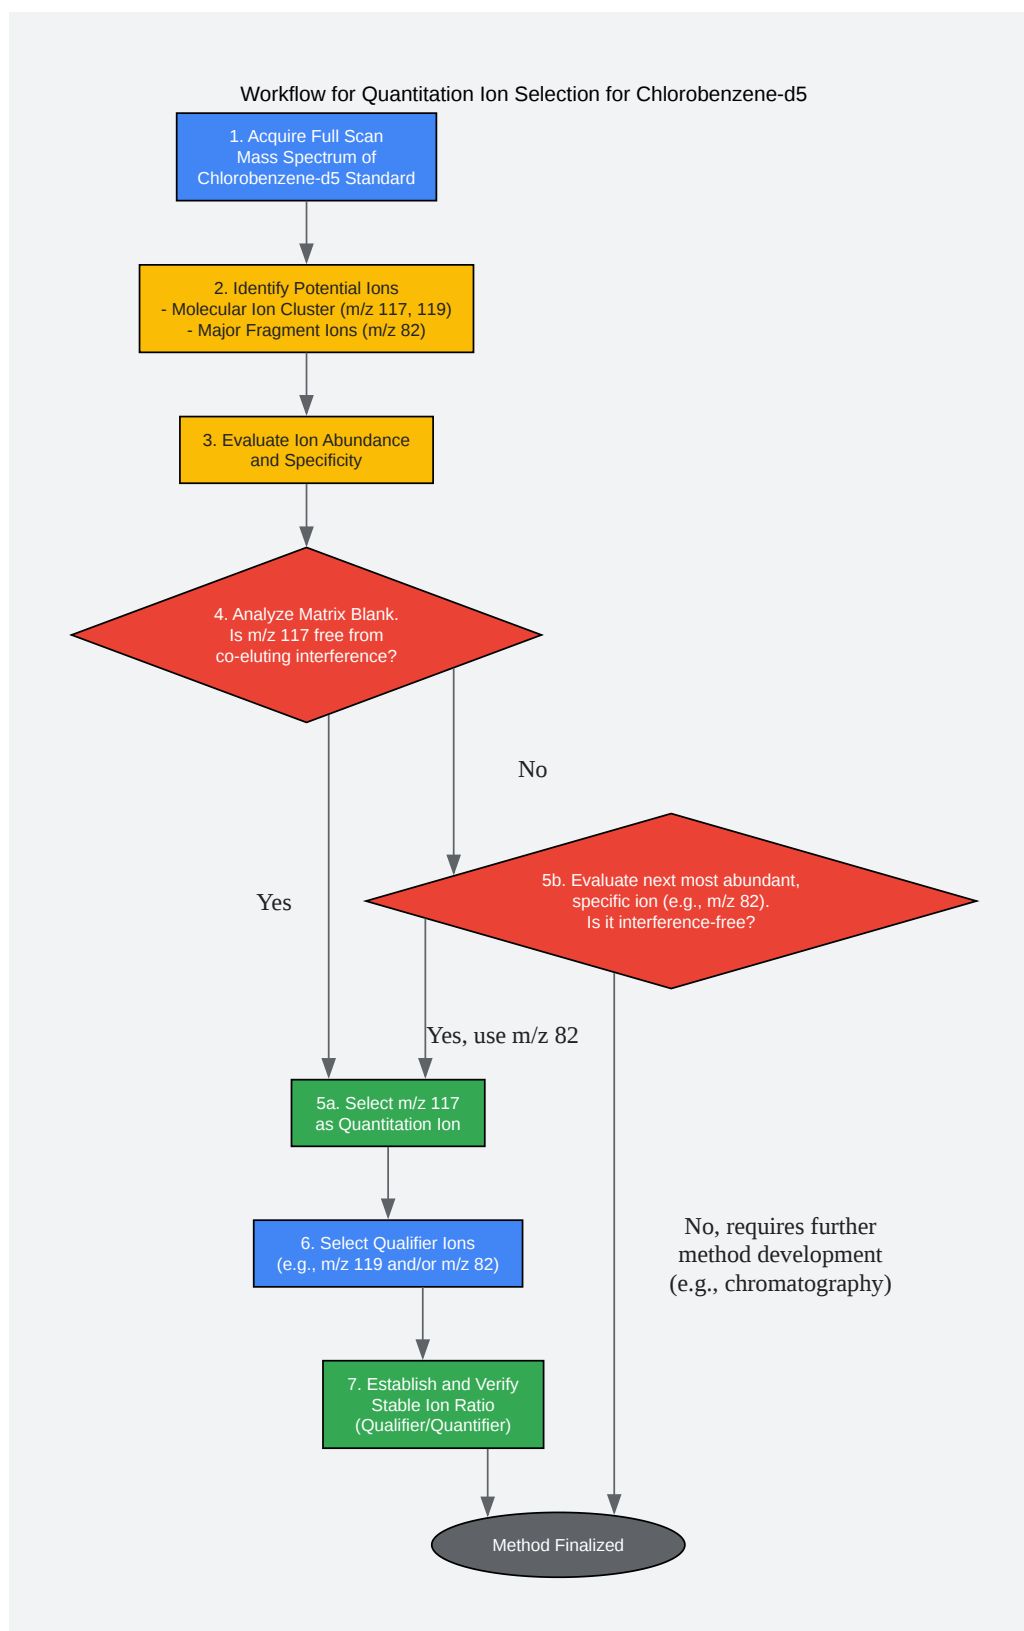 Workflow for Quantitation Ion Selection for Chlorobenzene-d5
1. Acquire Full Scan
Mass Spectrum of
Chlorobenzene-d5 Standard
2. Identify Potential Ions
- Molecular Ion Cluster (m/z 117, 119)
- Major Fragment Ions (m/z 82)
3. Evaluate Ion Abundance
and Specificity
4. Analyze Matrix Blank.
Is m/z 117 free from
co-eluting interference?
No
Yes
5b. Evaluate next most abundant,
specific ion (e.g., m/z 82).
Is it interference-free?
Yes, use m/z 82
5a. Select m/z 117
as Quantitation Ion
6. Select Qualifier Ions
(e.g., m/z 119 and/or m/z 82)
No, requires further
method development
(e.g., chromatography)
7. Establish and Verify
Stable Ion Ratio
(Qualifier/Quantifier)
Method Finalized